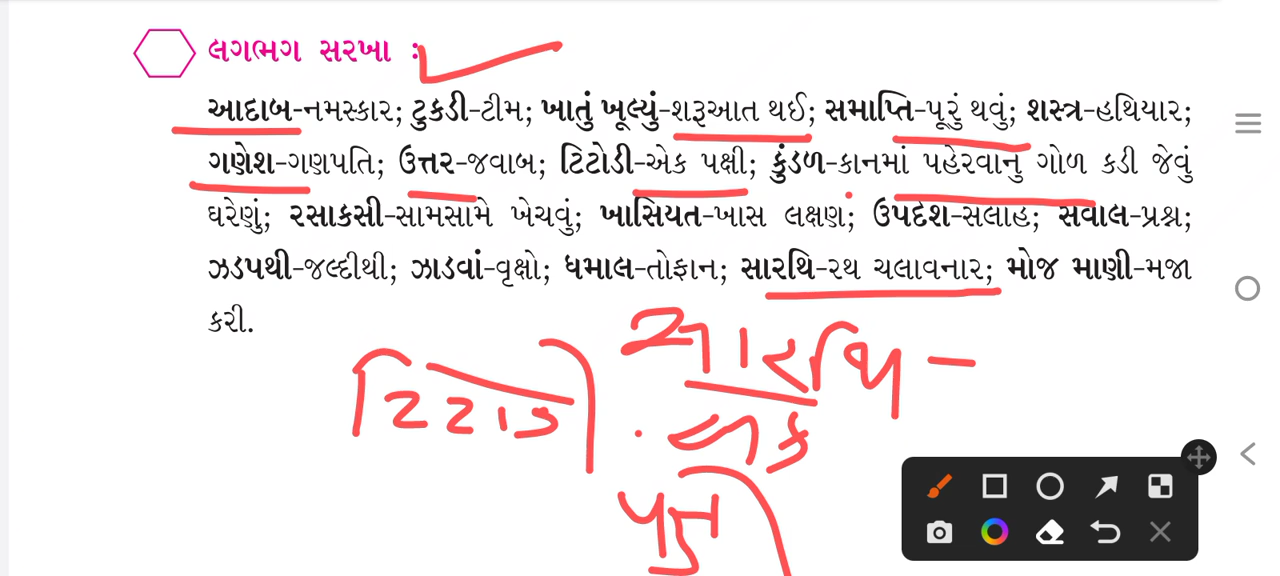 લગભગ સરખા :
આદાબ-નમસ્કાર; ટુકડી-ટીમ; ખાતું ખૂલ્યું-શરૂઆત થઈ; સમાપ્તિ-પૂરું થવું; શસ્ત્ર-હથિયાર;
ગણેશ-ગણપતિ; ઉત્તર-જવાબ; ટિટોડી-એક પક્ષી; કુંડળ-કાનમાં પહેરવાનું ગોળ કડી જેવું
ઘરેણું; રસાકસી-સામસામે ખેચવું; ખાસિયત-ખાસ લક્ષણ; ઉપદેશ-સલાહ; સવાલ-પ્રશ્ન;
ઝડપથી-જલ્દીથી; ઝાડવાં-વૃક્ષો; ધમાલ-તોફાન; સારથિ-રથ ચલાવનાર; મોજ માણી-મજા
કરી.
સારથિ -